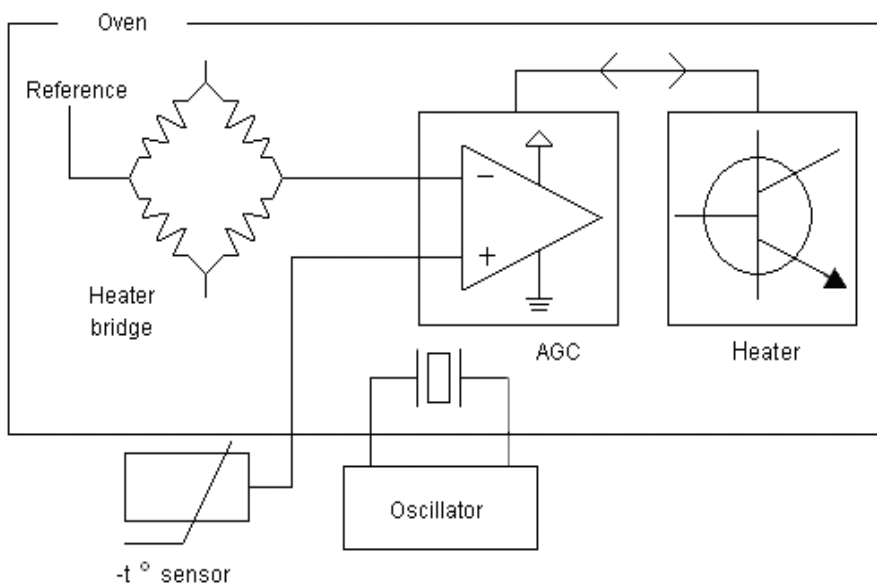 Oven
Reference
−
+
Heater
bridge
AGC
Heater
Oscillator
-t° sensor